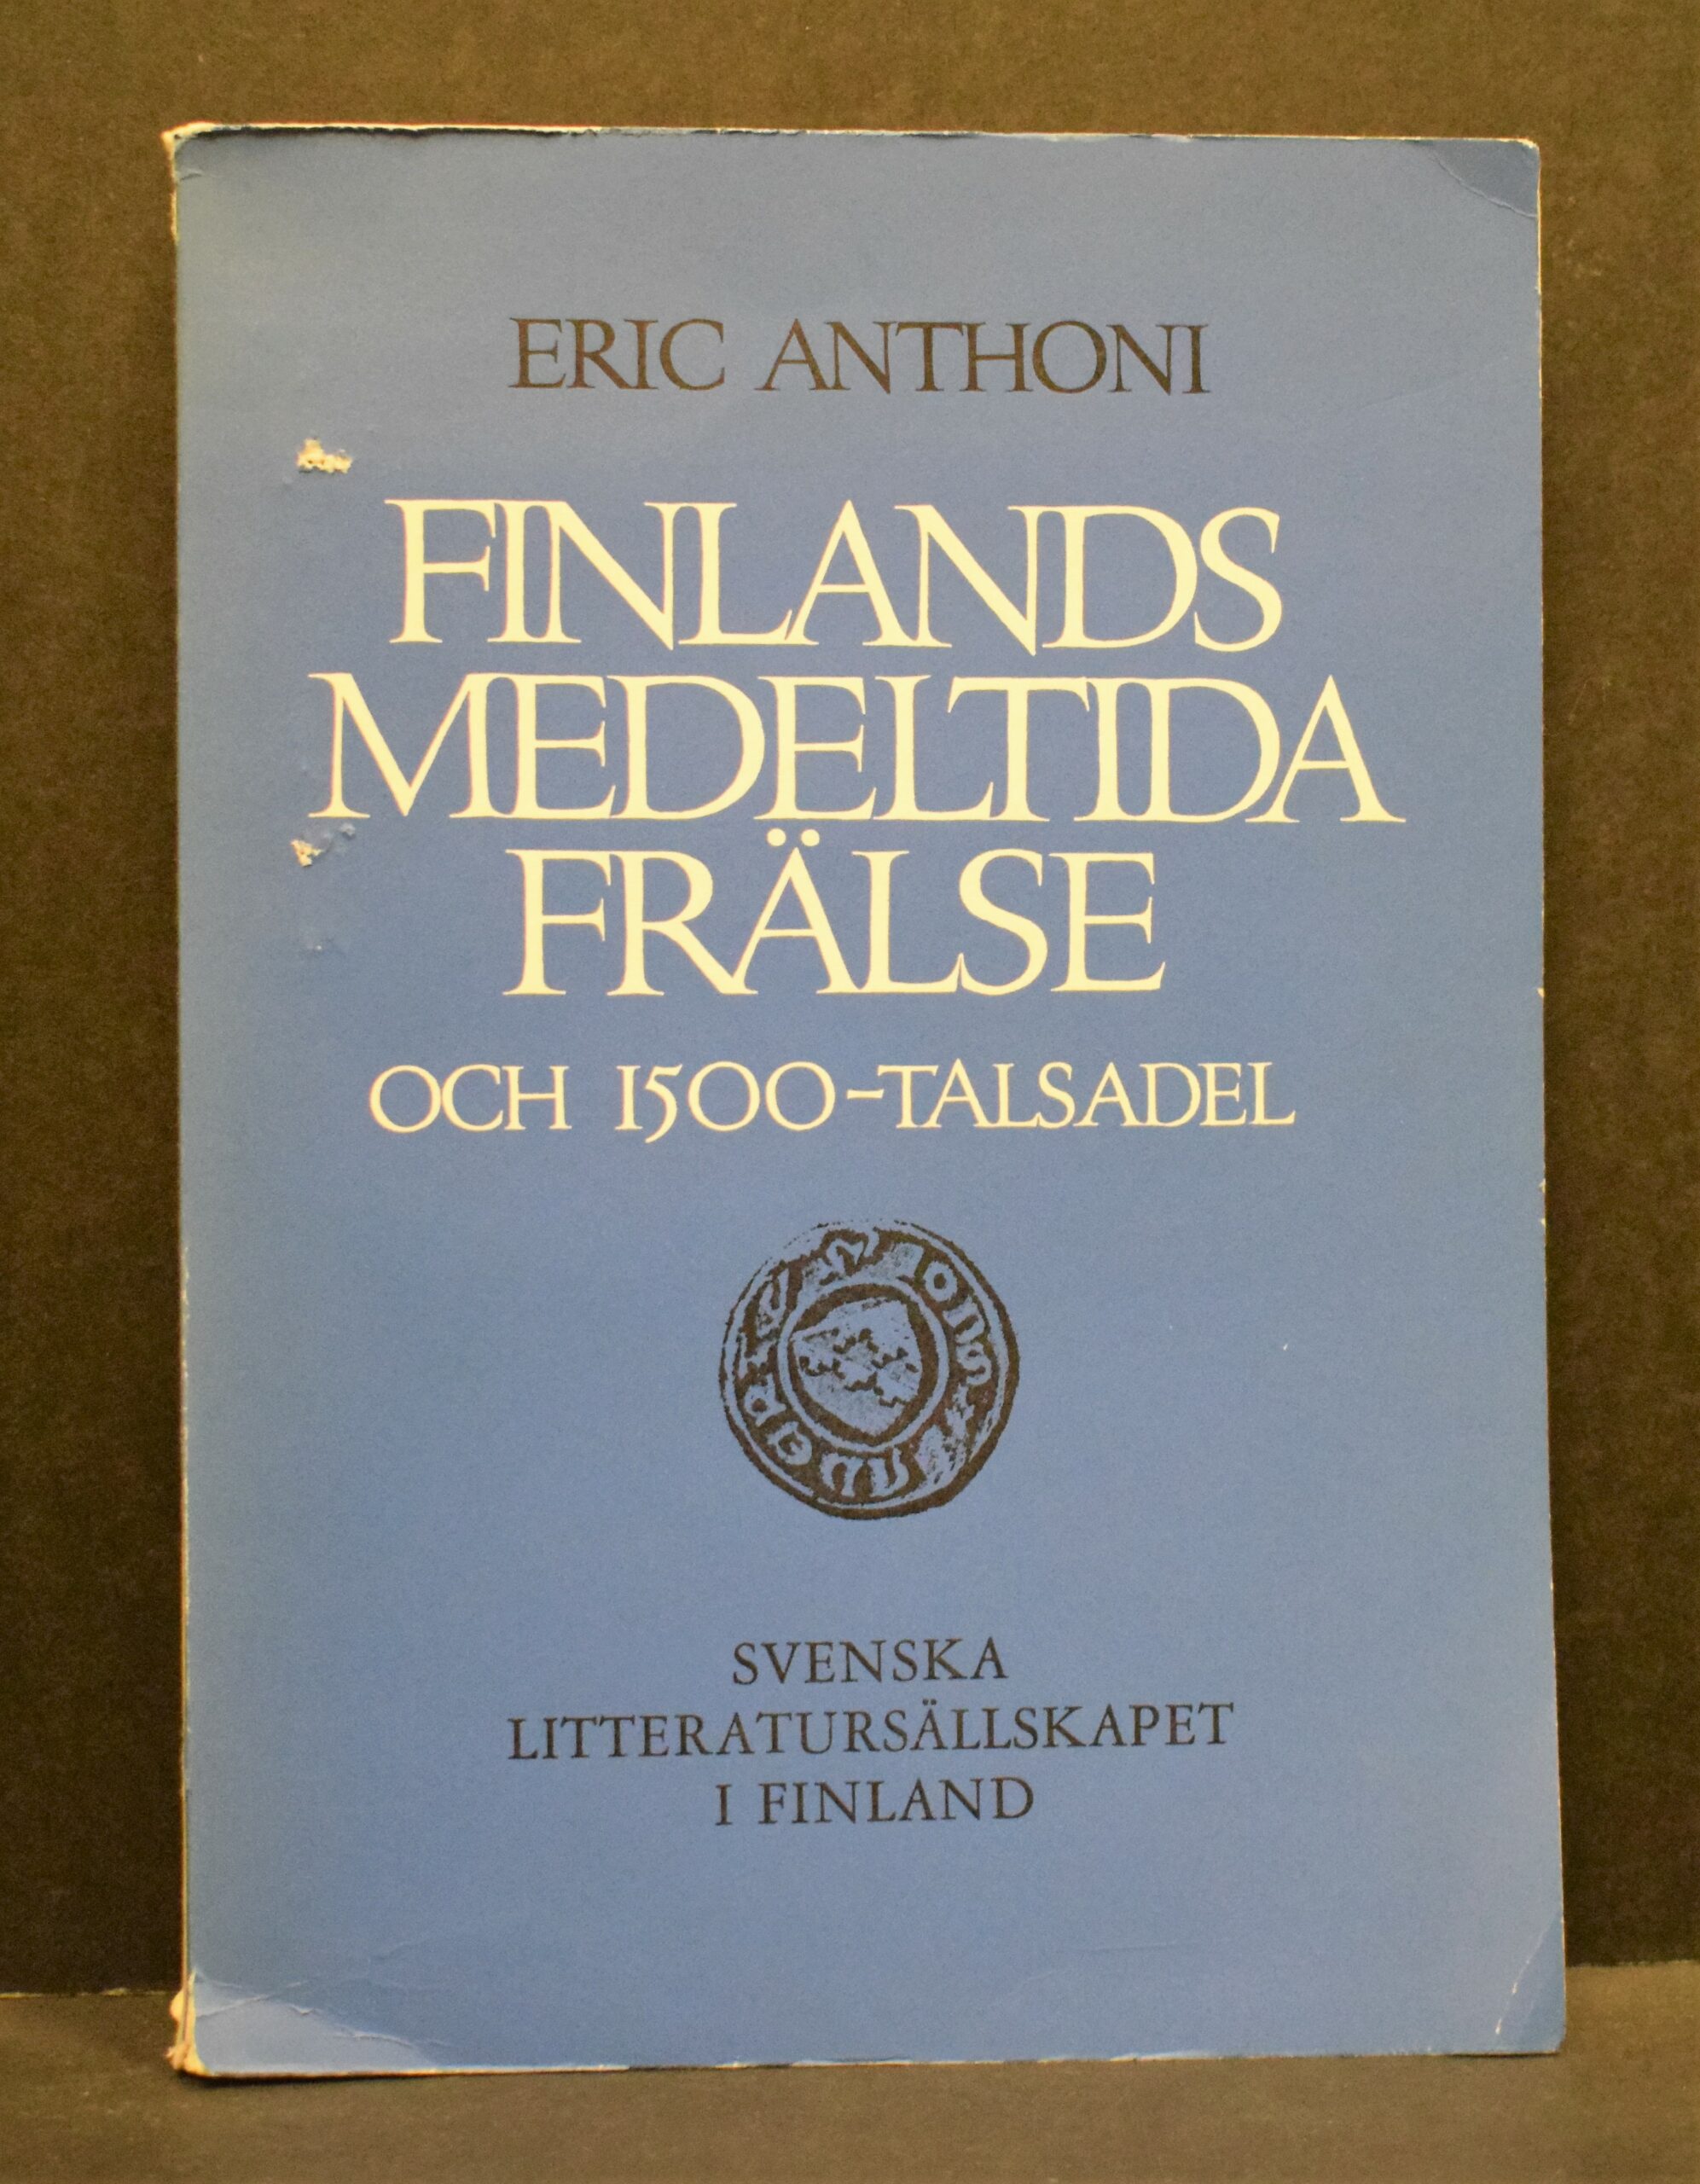 ERIC ANTHONI
FINLANDS
MEDELTIDA
FRÄLSE
OCH 1500-TALSADEL
SVENSKA
LITTERATURSÄLLSKAPET
I FINLAND